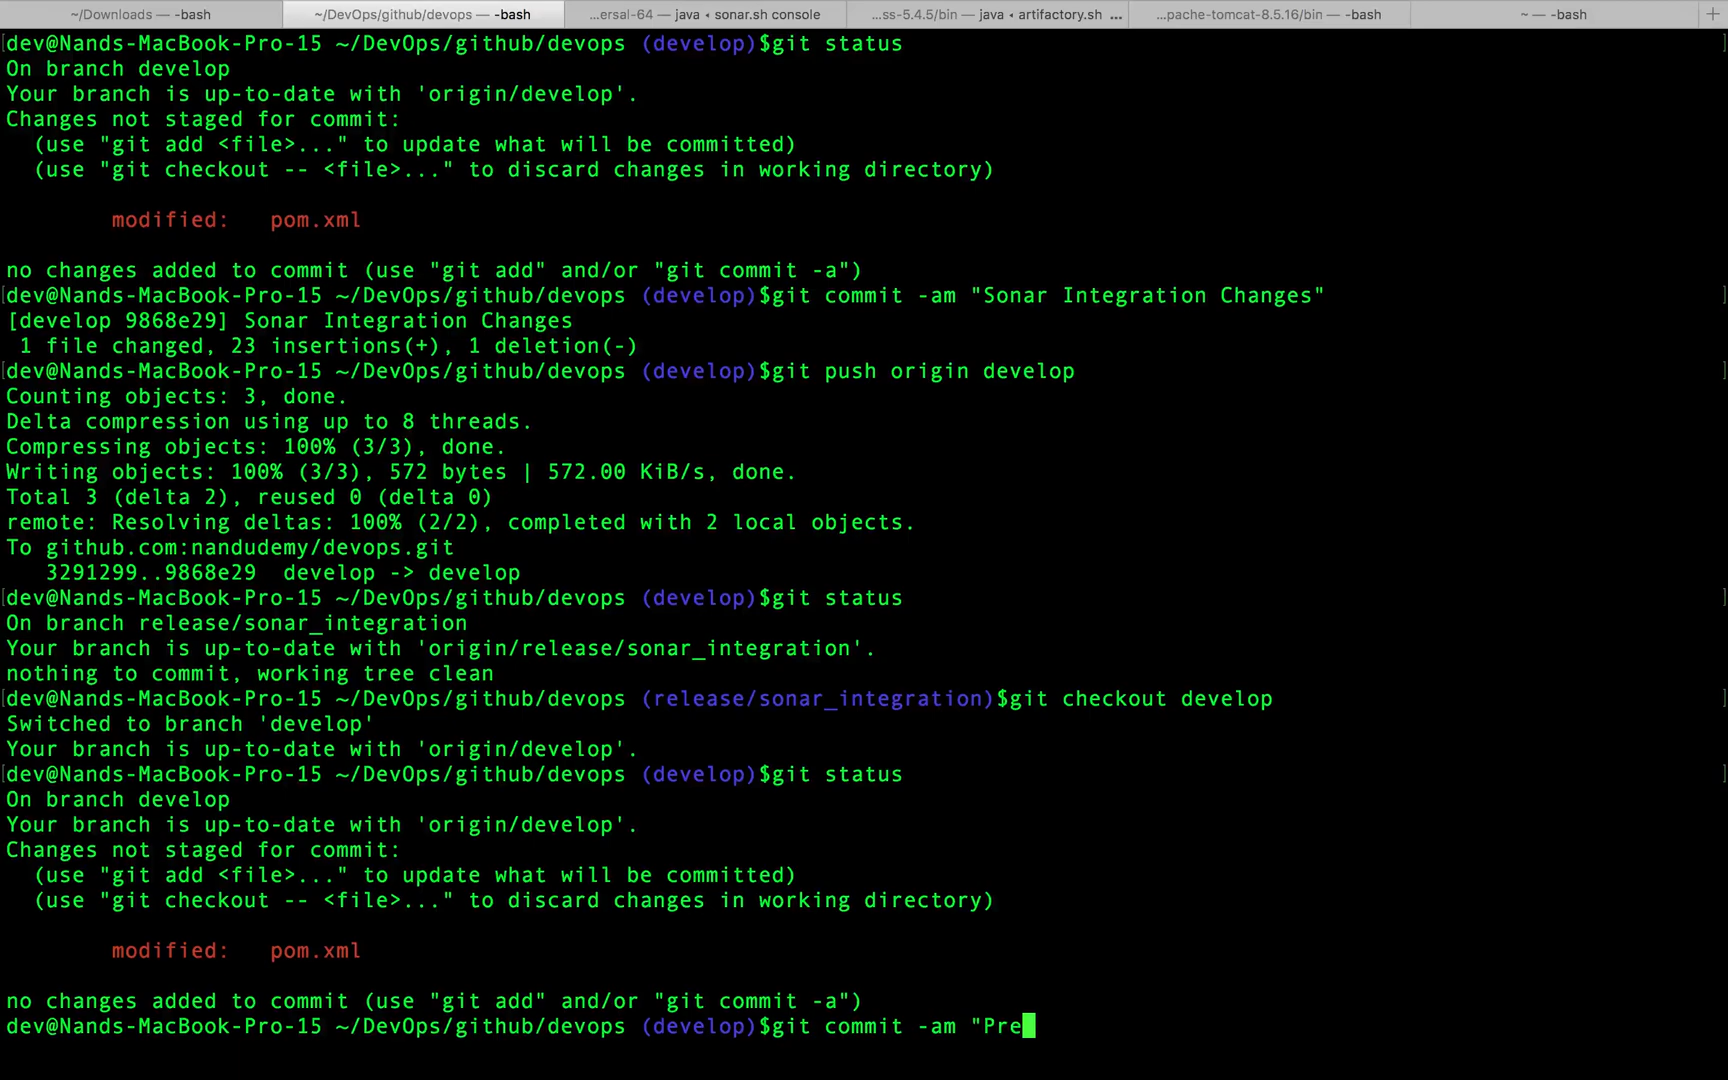 ~/Downloads — -bash
~/DevOps/github/devops — -bash
...ersal-64 — java ◂ sonar.sh console
...ss-5.4.5/bin — java ◂ artifactory.sh ...
...pache-tomcat-8.5.16/bin — -bash
~ — -bash
dev@Nands-MacBook-Pro-15 ~/DevOps/github/devops (develop)$git status
On branch develop
Your branch is up-to-date with 'origin/develop'.
Changes not staged for commit:
(use "git add <file>..." to update what will be committed)
(use "git checkout -- <file>..." to discard changes in working directory)
modified: pom.xml
no changes added to commit (use "git add" and/or "git commit -a")
dev@Nands-MacBook-Pro-15 ~/DevOps/github/devops (develop)$git commit -am "Sonar Integration Changes"
[develop 9868e29] Sonar Integration Changes
1 file changed, 23 insertions(+), 1 deletion(-)
dev@Nands-MacBook-Pro-15 ~/DevOps/github/devops (develop)$git push origin develop
Counting objects: 3, done.
Delta compression using up to 8 threads.
Compressing objects: 100% (3/3), done.
Writing objects: 100% (3/3), 572 bytes | 572.00 KiB/s, done.
Total 3 (delta 2), reused 0 (delta 0)
remote: Resolving deltas: 100% (2/2), completed with 2 local objects.
To github.com:nandudemy/devops.git
3291299..9868e29 develop -> develop
dev@Nands-MacBook-Pro-15 ~/DevOps/github/devops (develop)$git status
On branch release/sonar_integration
Your branch is up-to-date with 'origin/release/sonar_integration'.
nothing to commit, working tree clean
dev@Nands-MacBook-Pro-15 ~/DevOps/github/devops (release/sonar_integration)$git checkout develop
Switched to branch 'develop'
Your branch is up-to-date with 'origin/develop'.
dev@Nands-MacBook-Pro-15 ~/DevOps/github/devops (develop)$git status
On branch develop
Your branch is up-to-date with 'origin/develop'.
Changes not staged for commit:
(use "git add <file>..." to update what will be committed)
(use "git checkout -- <file>..." to discard changes in working directory)
modified: pom.xml
no changes added to commit (use "git add" and/or "git commit -a")
dev@Nands-MacBook-Pro-15 ~/DevOps/github/devops (develop)$git commit -am "Pre